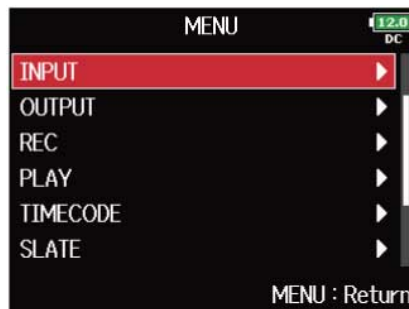 MENU
12.0
DC
INPUT
OUTPUT
REC
PLAY
TIMECODE
SLATE
MENU : Return